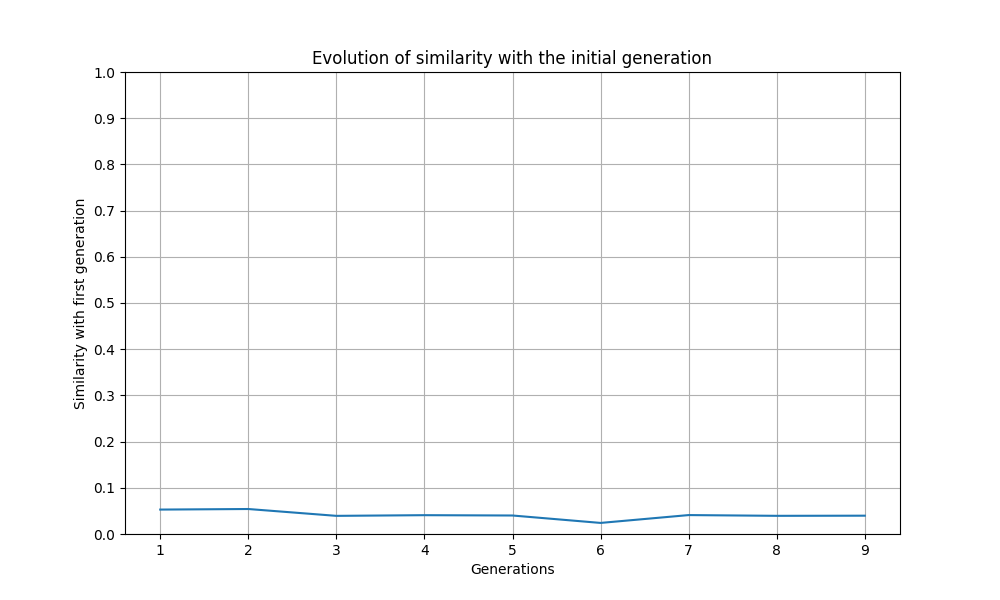 Evolution of similarity with the initial generation
1.0
0.9
0.8
0.7
0.6
0.5
0.4
0.3
0.2
0.1
0.0
Similarity with first generation
1 2 3 4 5 6 7 8 9
Generations